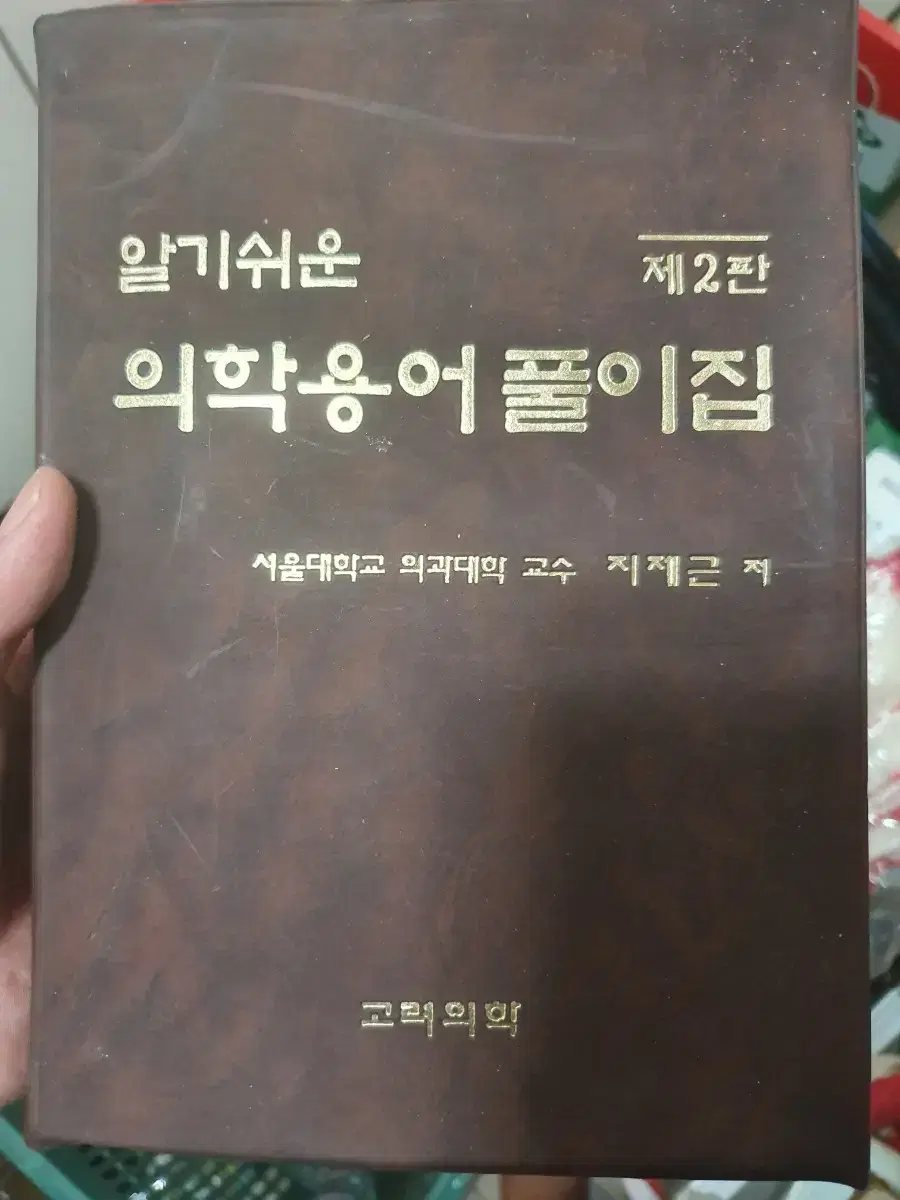 알기쉬운 제2판
의학용어 풀이집
서울대학교 의과대학 교수 지제근 저
고려의학